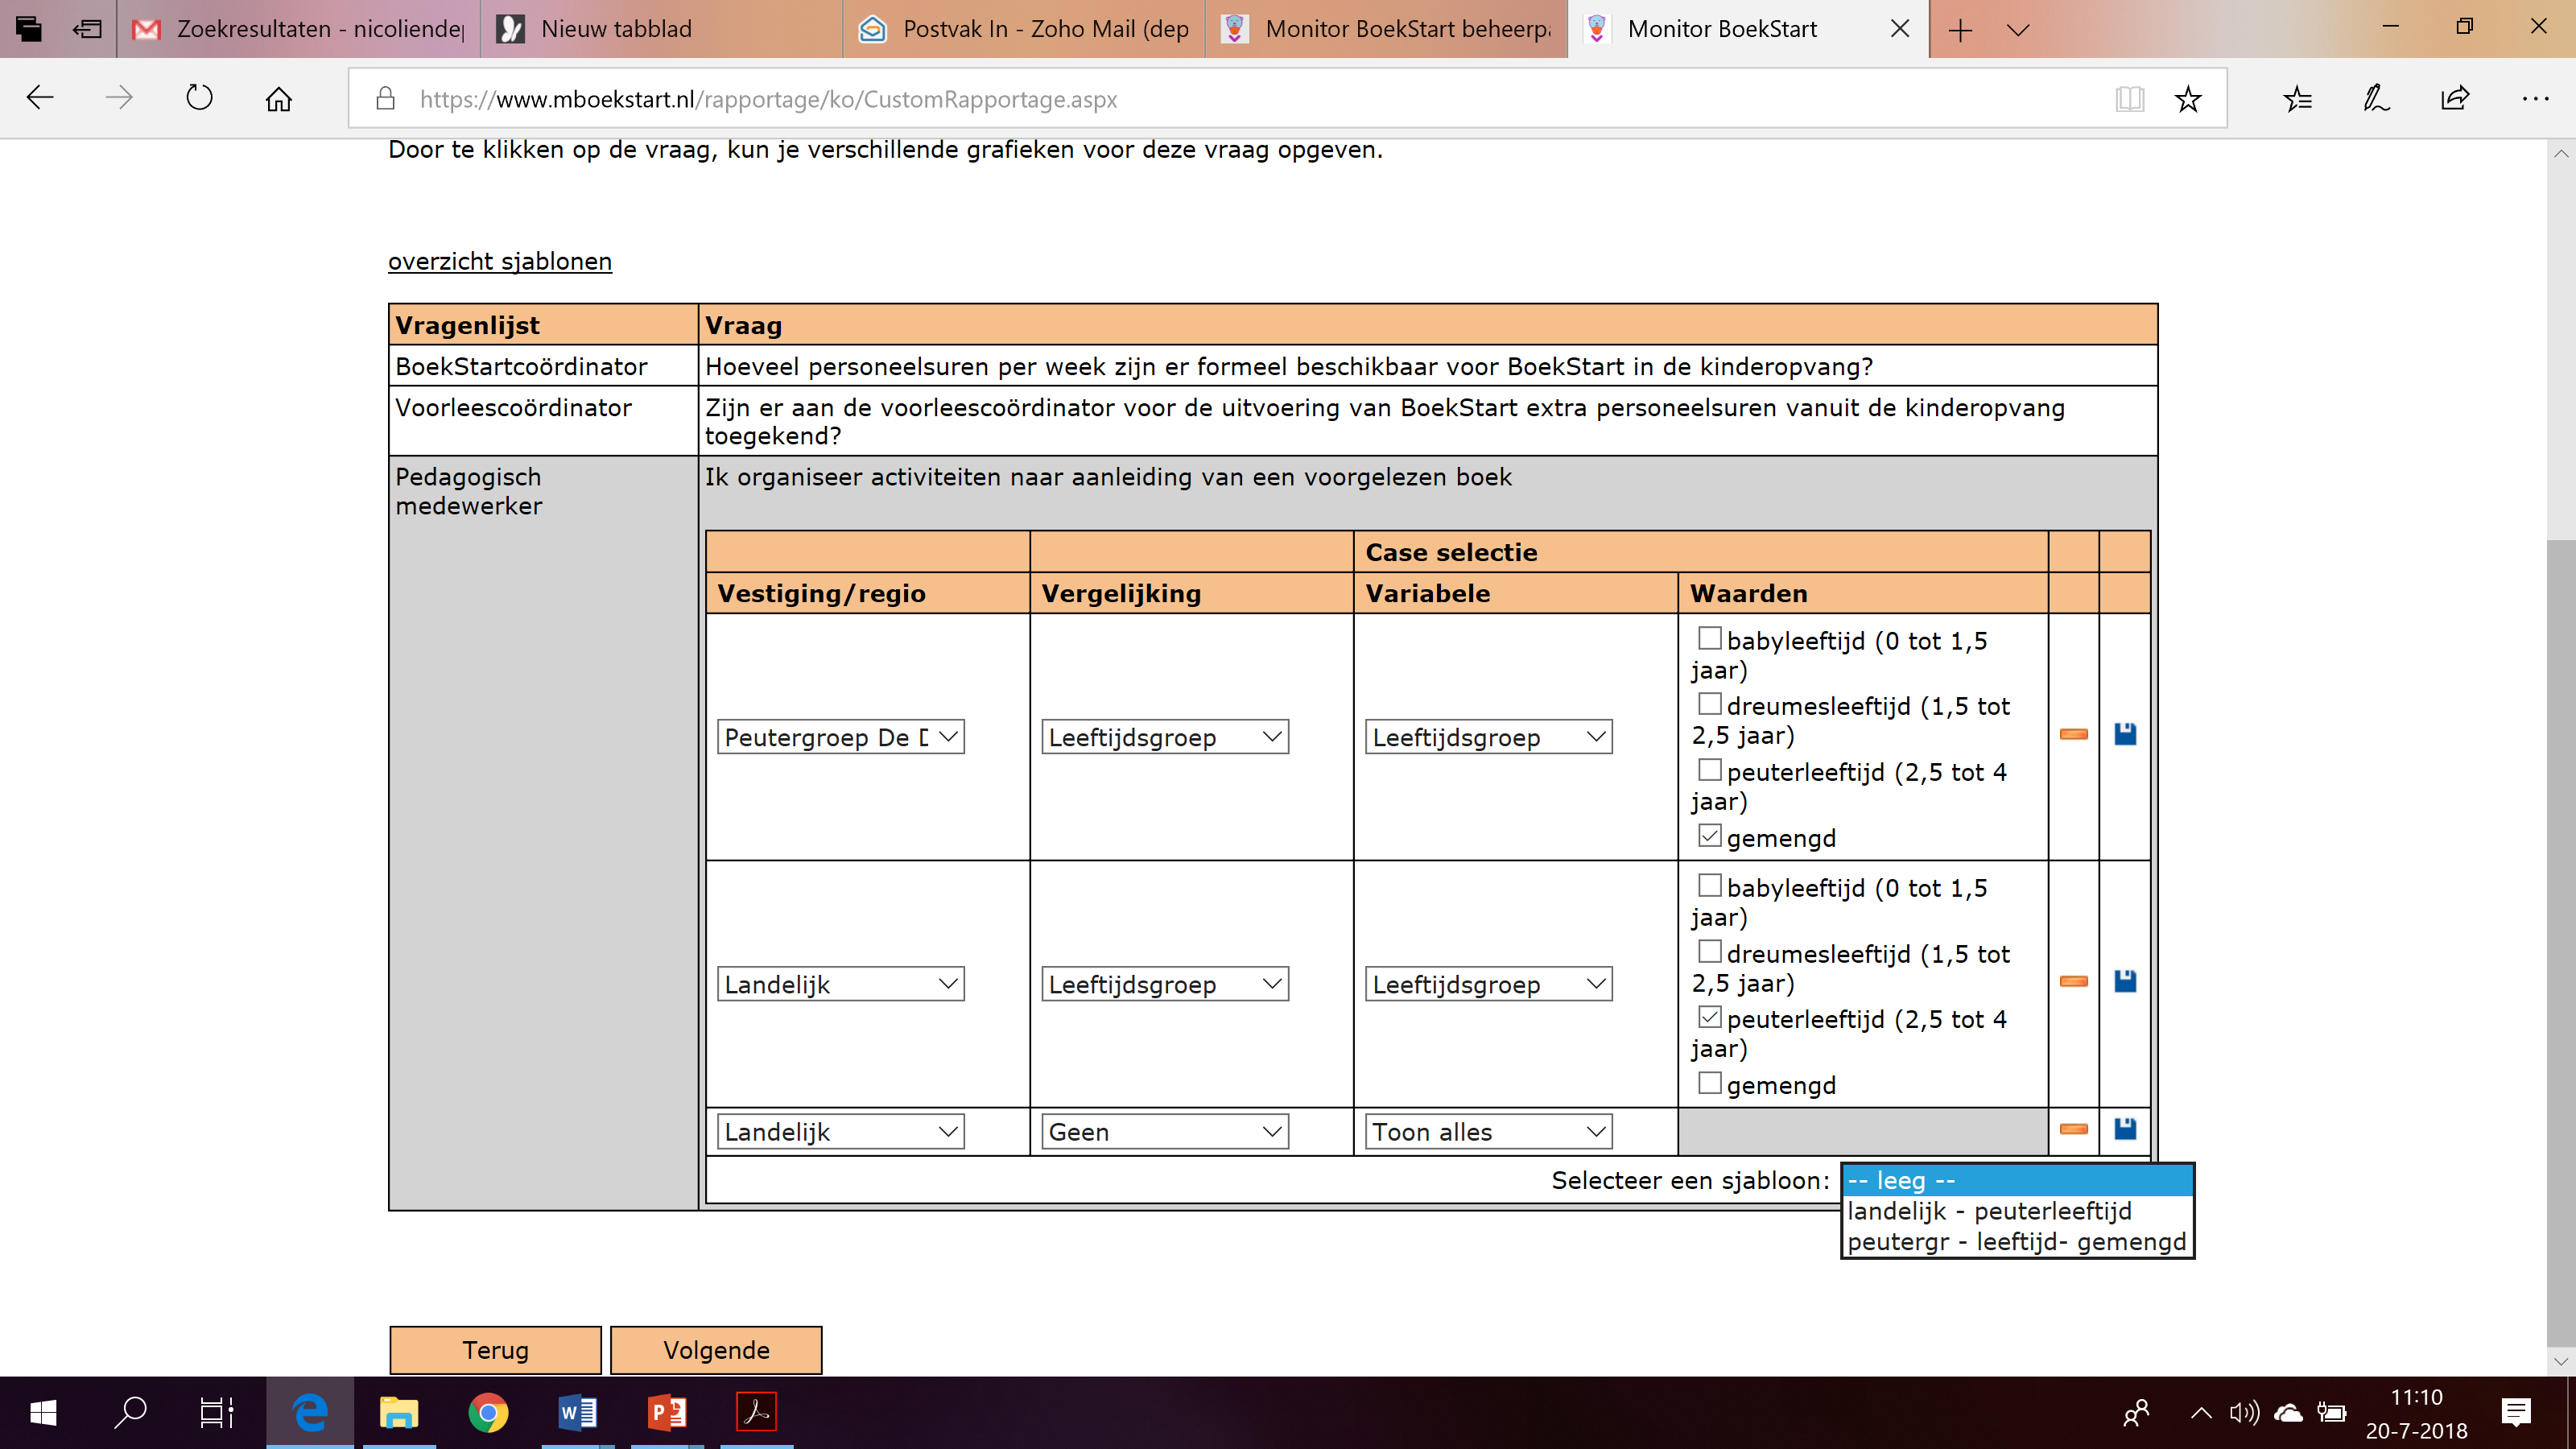 Zoekresultaten - nicoliende
Nieuw tabblad
Postvak In - Zoho Mail (dep
Monitor BoekStart beheerp
Monitor BoekStart
https://www.mboekstart.nl/rapportage/ko/CustomRapportage.aspx
Door te klikken op de vraag, kun je verschillende grafieken voor deze vraag opgeven.
overzicht sjablonen
Vragenlijst Vraag
BoekStartcoördinator Hoeveel personeelsuren per week zijn er formeel beschikbaar voor BoekStart in de kinderopvang?
Voorleescoördinator Zijn er aan de voorleescoördinator voor de uitvoering van BoekStart extra personeelsuren vanuit de kinderopvang
toegekend?
Pedagogisch Ik organiseer activiteiten naar aanleiding van een voorgelezen boek
medewerker
Case selectie
Vestiging/regio Vergelijking Variabele Waarden
babyleeftijd (0 tot 1,5
jaar)
dreumesleeftijd (1,5 tot
2,5 jaar)
Peutergroep De Leeftijdsgroep Leeftijdsgroep
peuterleeftijd (2,5 tot 4
jaar)
gemengd
babyleeftijd (0 tot 1,5
jaar)
dreumesleeftijd (1,5 tot
2,5 jaar)
Landelijk Leeftijdsgroep Leeftijdsgroep
peuterleeftijd (2,5 tot 4
jaar)
gemengd
Landelijk Geen Toon alles
Selecteer een sjabloon: -- leeg --
landelijk - peuterleeftijd
peutergr - leeftijd- gemengd
Terug Volgende
11:10
20-7-2018